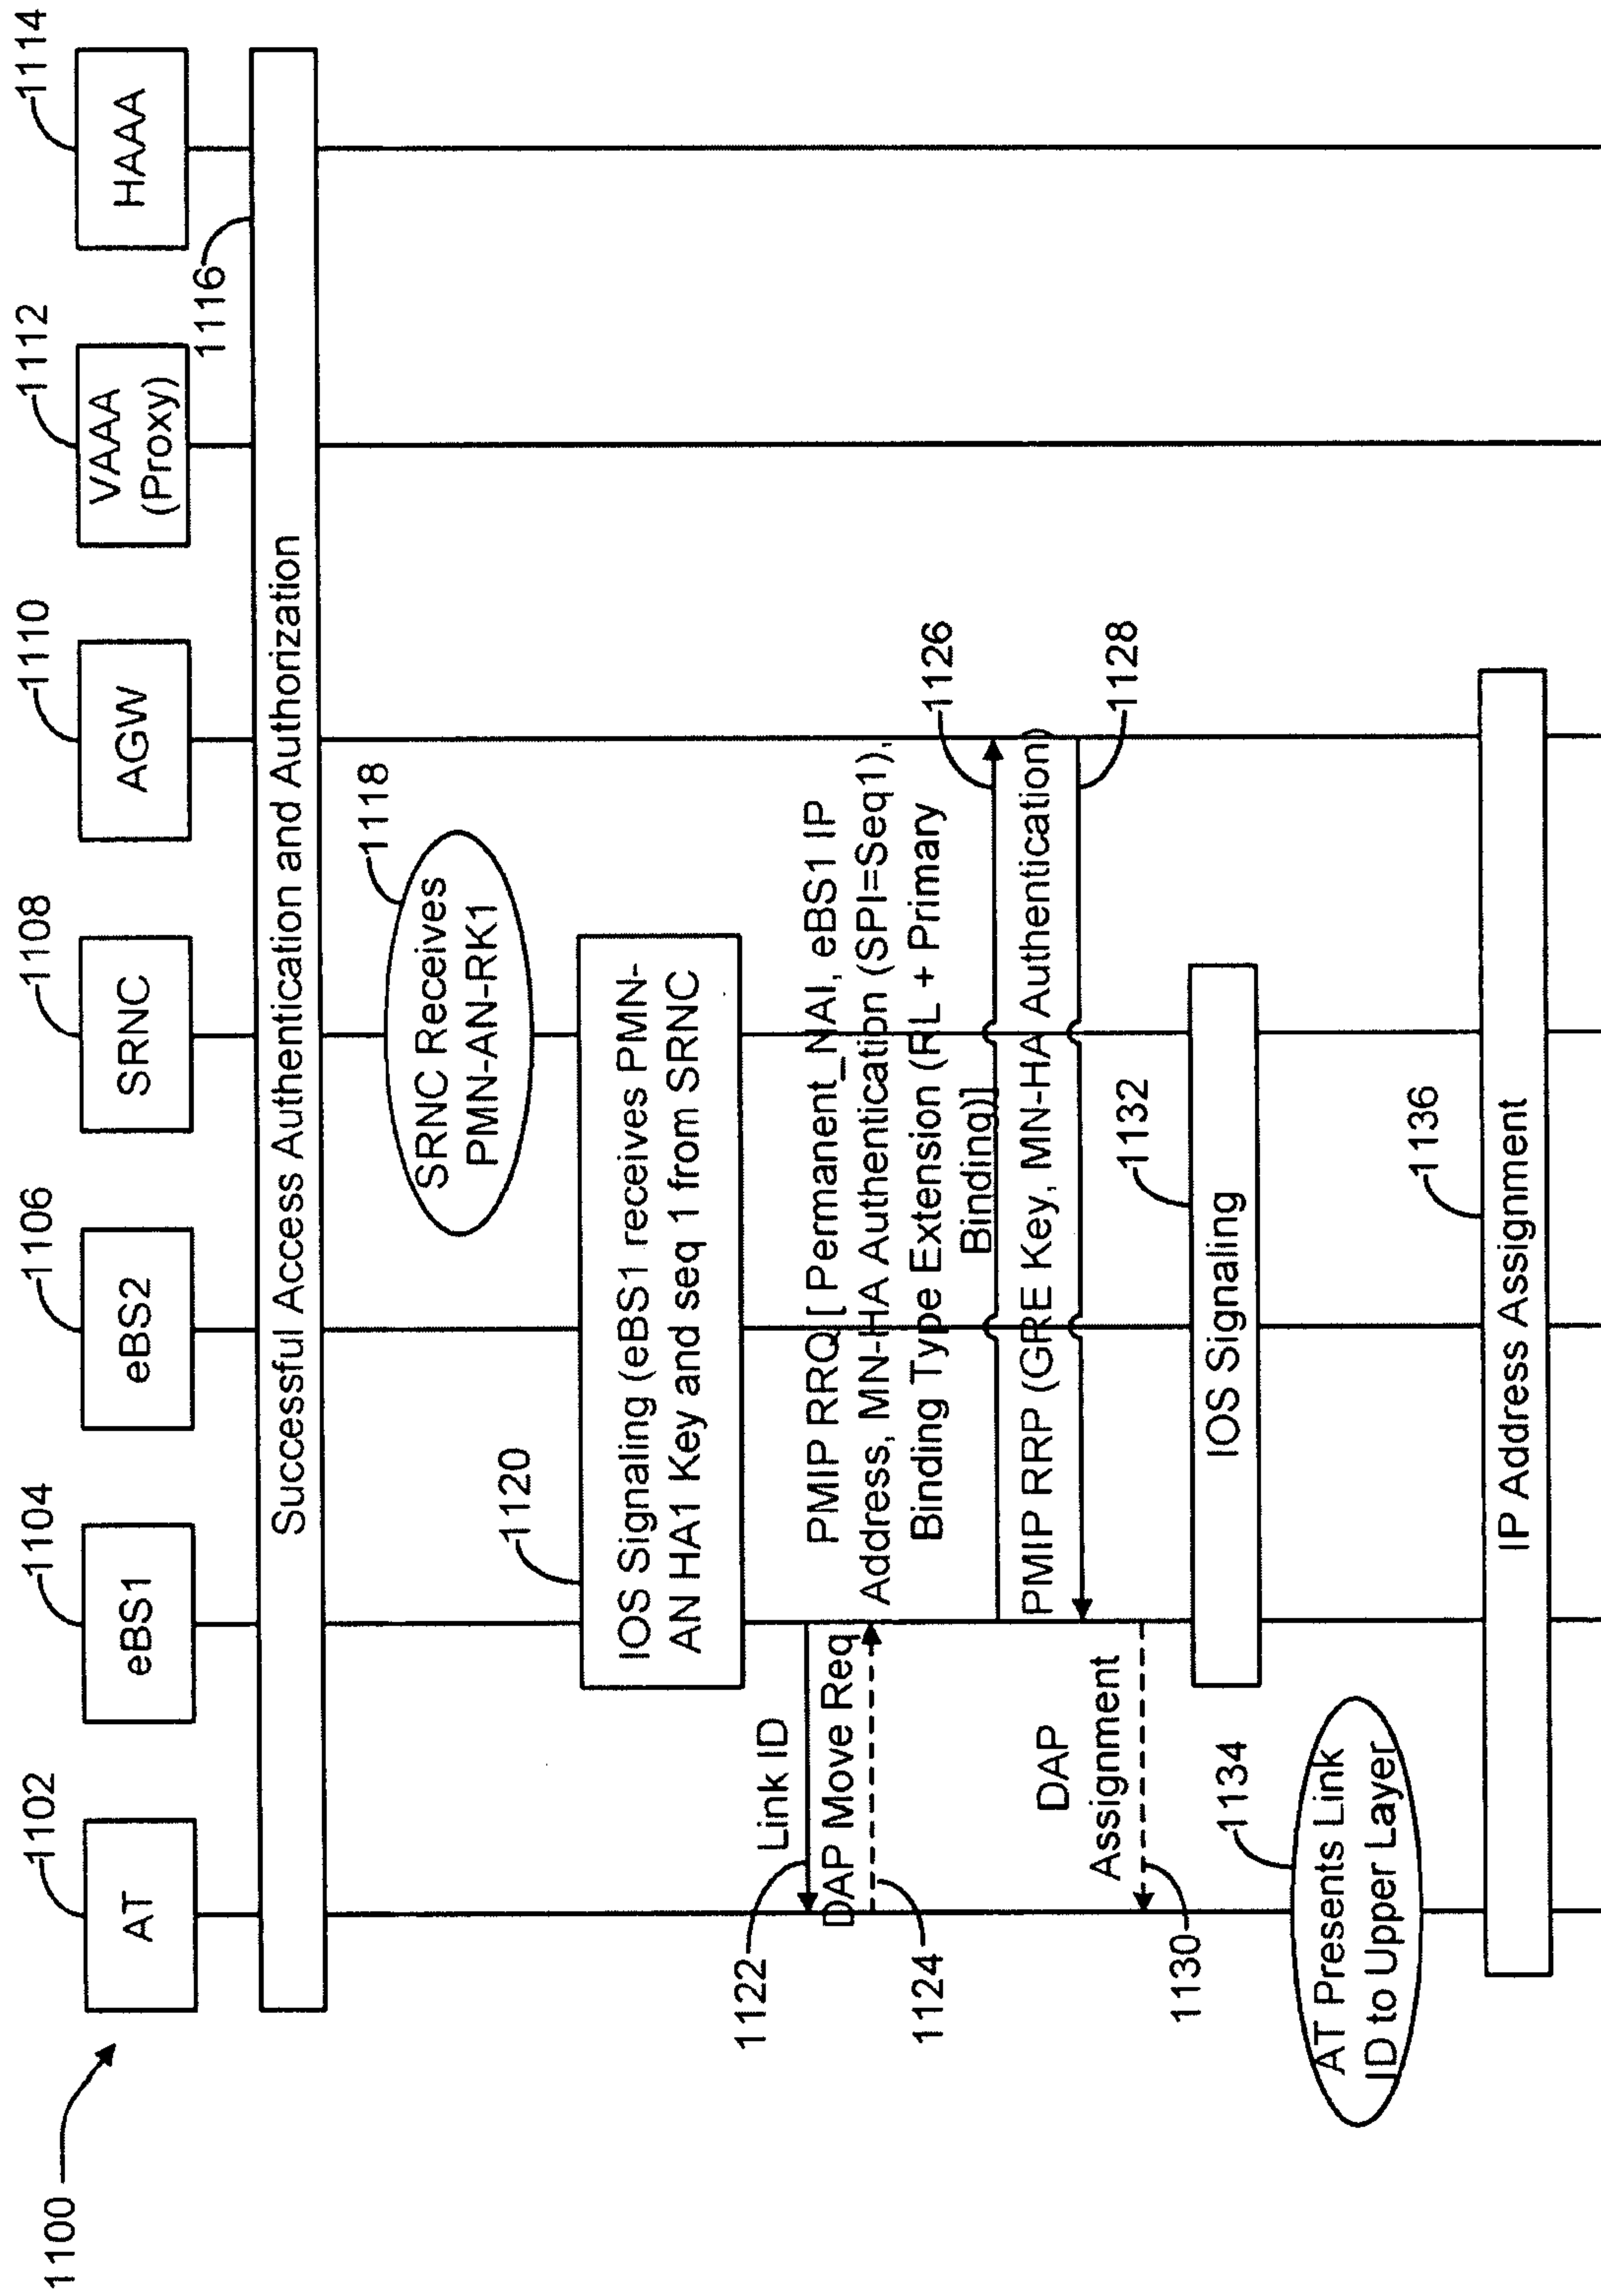 1100
1102
1104
1106
1108
1110
1112
1114
AT
eBS1
eBS2
SRNC
AGW
VAAA
(Proxy)
HAAA
1116
Successful Access Authentication and Authorization
1118
SRNC Receives
PMN-AN-RK1
1120
IOS Signaling (eBS1 receives PMN-
AN HA1 Key and seq 1 from SRNC
1122
Link ID
DAP Move Req
1124
PMIP RRQ [ Permanent_NAI, eBS1 IP
Address, MN-HA Authentication (SPI=Seq1),
Binding Type Extension (RL + Primary
Binding)]
1126
PMIP RRP (GRE Key, MN-HA Authentication)
1128
DAP
Assignment
1130
1132
IOS Signaling
1134
AT Presents Link
ID to Upper Layer
1136
IP Address Assignment